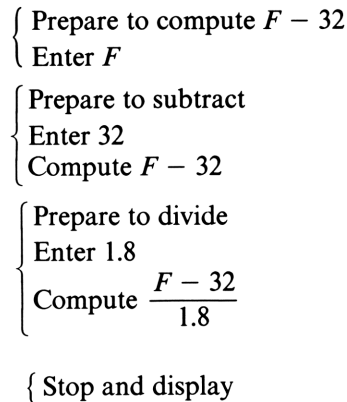 Prepare to compute F − 32
Enter F
Prepare to subtract
Enter 32
Compute F − 32
Prepare to divide
Enter 1.8
Compute (F − 32)/1.8
Stop and display